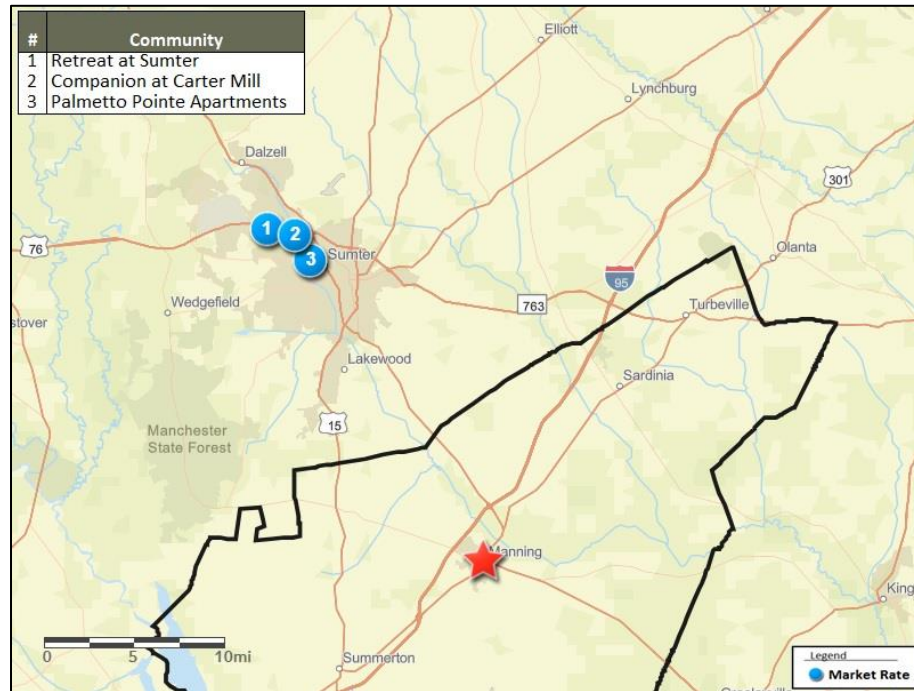 # Community
1 Retreat at Sumter
2 Companion at Carter Mill
3 Palmetto Pointe Apartments
Elliott
Lynchburg
Dalzell
301
1
2
Sumter
3
Olanta
76
95
Wedgefield
763
Turbeville
stover
Lakewood
Sardinia
15
Manchester
State Forest
Manning
King
0 5 10mi
Summerton
Legend
Market Rate